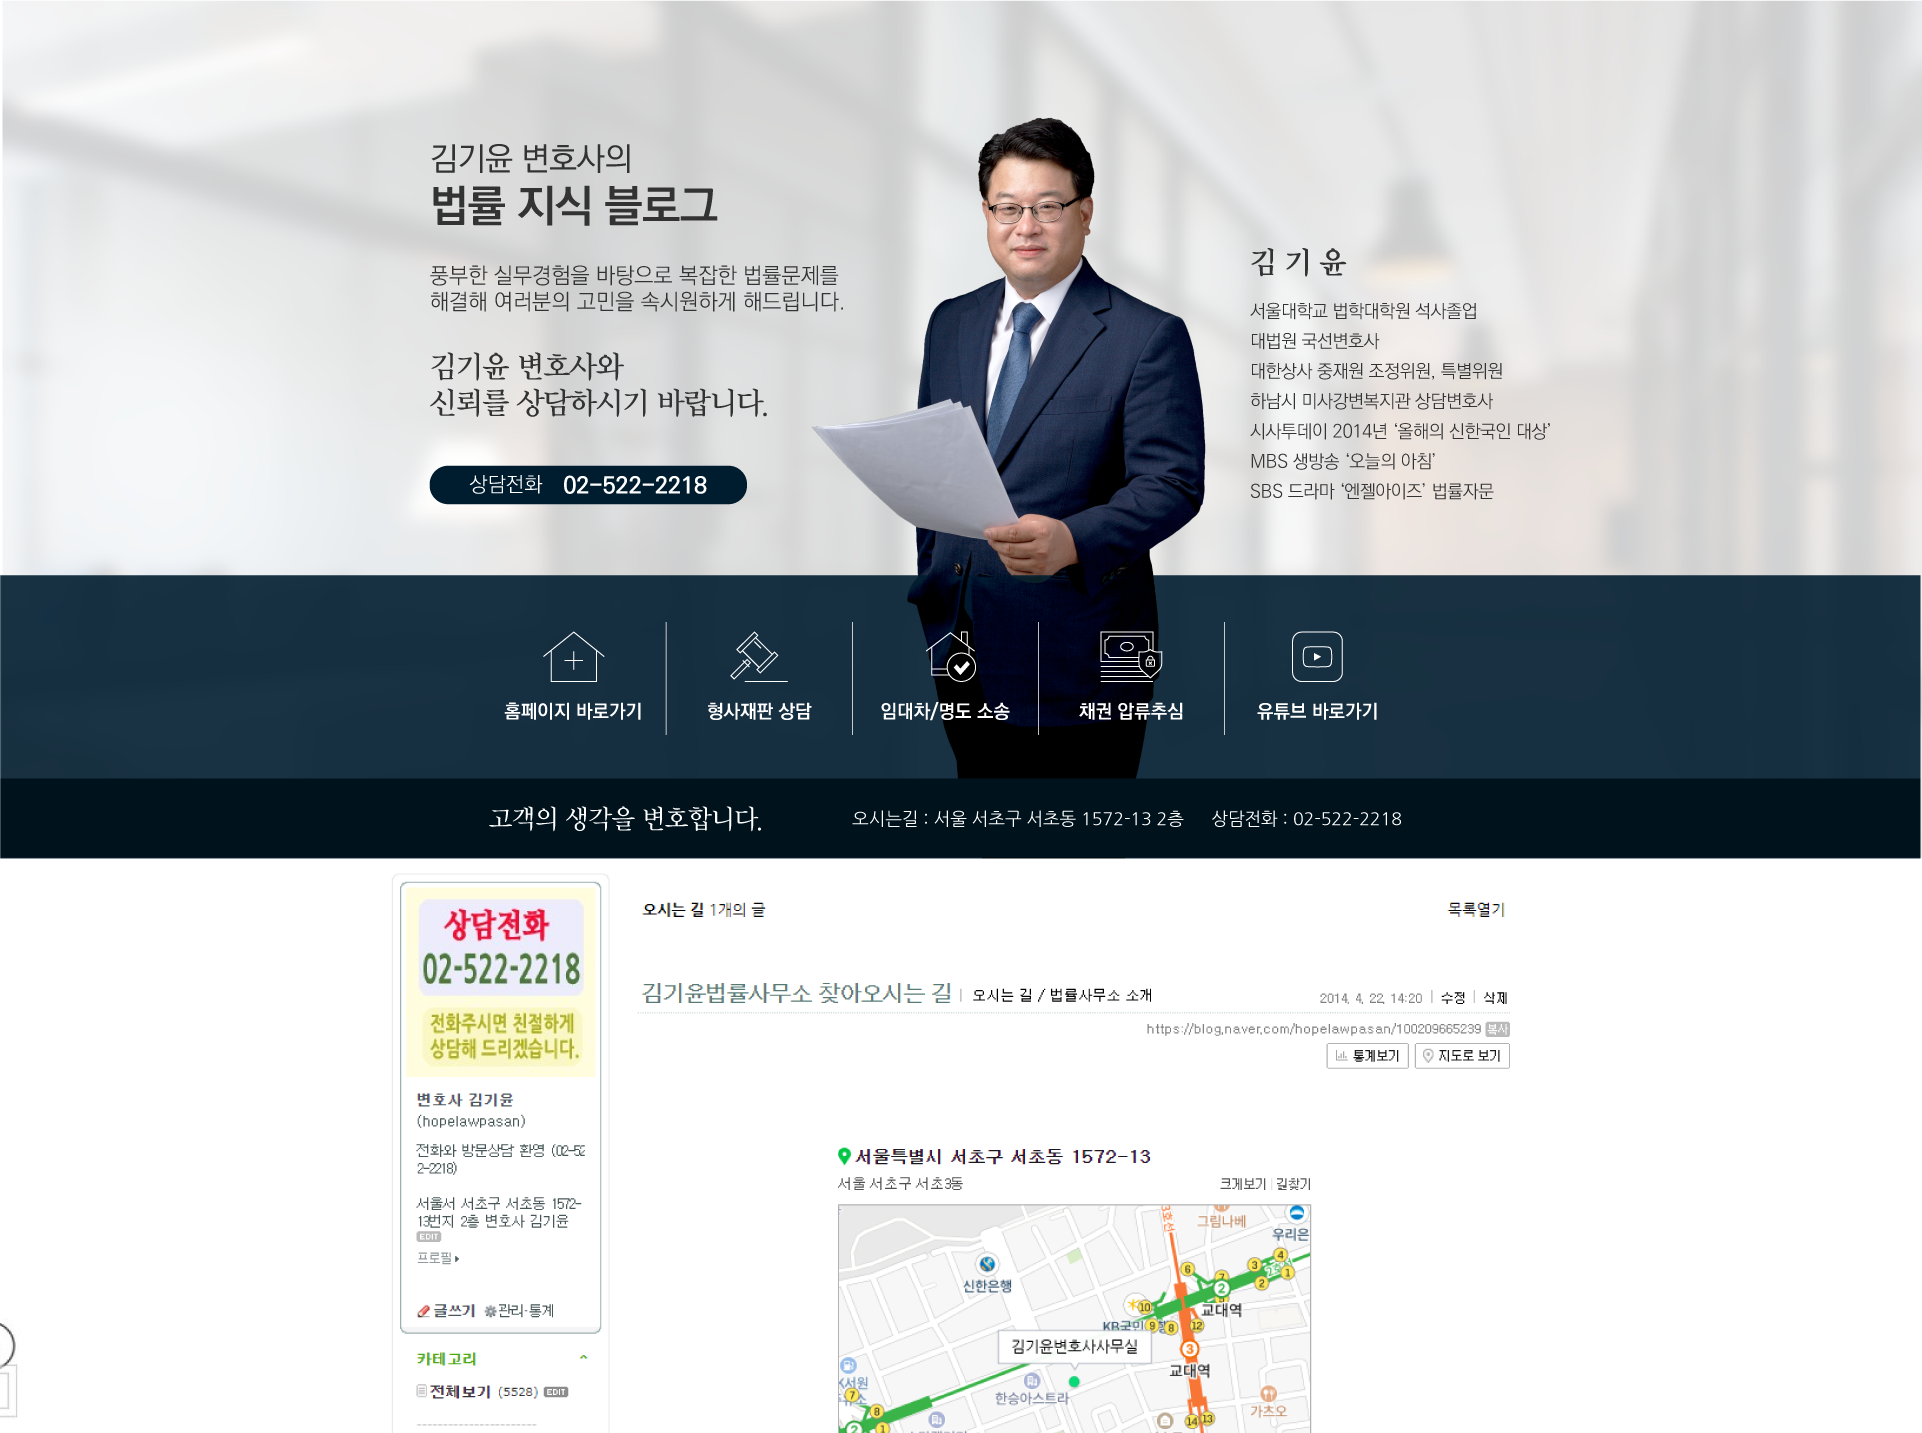 김기윤 변호사의
법률 지식 블로그
풍부한 실무경험을 바탕으로 복잡한 법률문제를
해결해 여러분의 고민을 속시원하게 해드립니다.
김기윤 변호사와
신뢰를 상담하시기 바랍니다.
상담전화 02-522-2218
김 기 윤
서울대학교 법학대학원 석사졸업
대법원 국선변호사
대한상사 중재원 조정위원, 특별위원
하남시 미사강변복지관 상담변호사
시사투데이 2014년 ‘올해의 신한국인 대상’
MBS 생방송 ‘오늘의 아침’
SBS 드라마 ‘엔젤아이즈’ 법률자문
홈페이지 바로가기
형사재판 상담
임대차/명도 소송
채권 압류추심
유튜브 바로가기
고객의 생각을 변호합니다.
오시는길 : 서울 서초구 서초동 1572-13 2층 상담전화 : 02-522-2218
상담전화
02-522-2218
전화주시면 친절하게
상담해 드리겠습니다.
변호사 김기윤
(hopelawpasan)
전화와 방문상담 환영 (02-52
2-2218)
서울서 서초구 서초동 1572-
13번지 2층 변호사 김기윤
EDIT
프로필
글쓰기 관리·통계
카테고리
전체보기 (5528) EDIT
오시는 길 1개의 글
목록열기
김기윤법률사무소 찾아오시는 길 | 오시는 길 / 법률사무소 소개
2014. 4. 22. 14:20 | 수정 | 삭제
https://blog.naver.com/hopelawpasan/100209665239 복사
통계보기 지도로 보기
서울특별시 서초구 서초동 1572-13
서울 서초구 서초3동
크게보기 | 길찾기
3호선
그림나베
우리은
신한은행
4
3
1
2
6
7
2
교대역
10
KB국민
9
8
12
김기윤변호사사무실
3
교대역
K서원
7
한승아스트라
가츠오
8
1
2
14
13